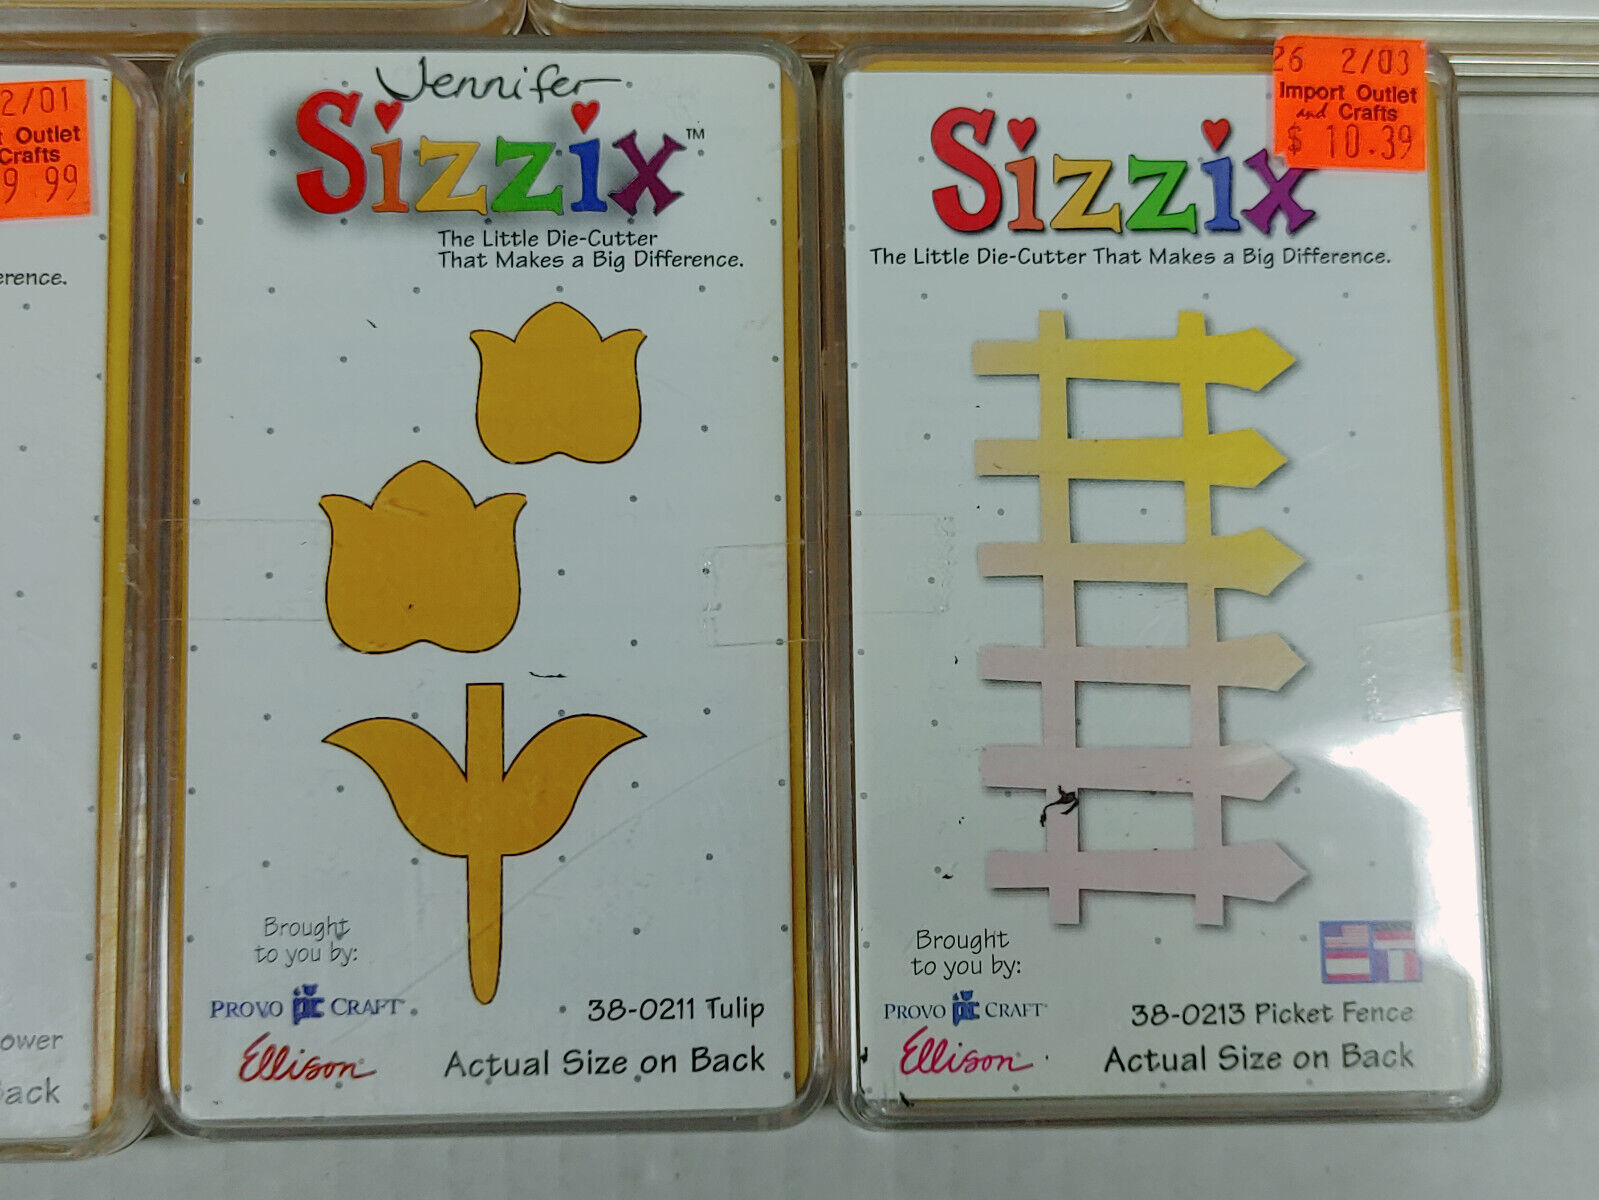 2/01
Outlet
Crafts
9.99
erence.
ower
ack
Jennifer
Sizzix™
The Little Die-Cutter
That Makes a Big Difference.
Brought
to you by:
PROVO pc CRAFT
Ellison
38-0211 Tulip
Actual Size on Back
26 2/03
Import Outlet
and Crafts
$ 10.39
Sizzix
The Little Die-Cutter That Makes a Big Difference.
Brought
to you by:
PROVO pc CRAFT
Ellison
38-0213 Picket Fence
Actual Size on Back